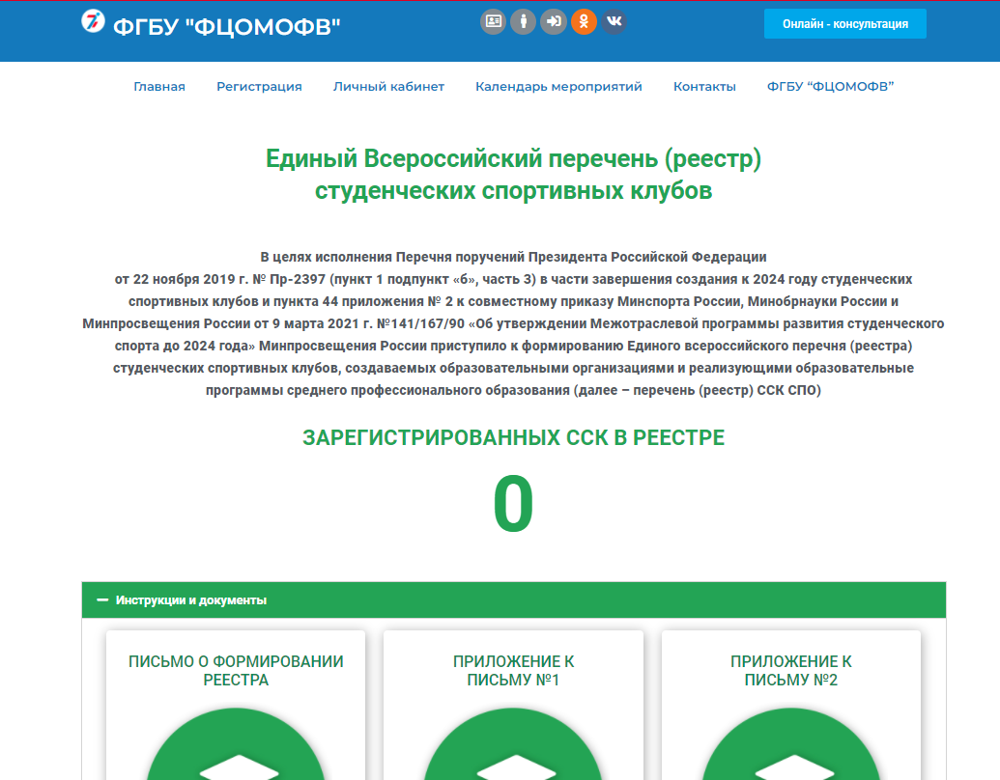 ФГБУ "ФЦОМОФВ"
Онлайн - консультация
Главная Регистрация Личный кабинет Календарь мероприятий Контакты ФГБУ “ФЦОМОФВ”
Единый Всероссийский перечень (реестр)
студенческих спортивных клубов
В целях исполнения Перечня поручений Президента Российской Федерации
от 22 ноября 2019 г. № Пр-2397 (пункт 1 подпункт «б», часть 3) в части завершения создания к 2024 году студенческих
спортивных клубов и пункта 44 приложения № 2 к совместному приказу Минспорта России, Минобрнауки России и
Минпросвещения России от 9 марта 2021 г. №141/167/90 «Об утверждении Межотраслевой программы развития студенческого
спорта до 2024 года» Минпросвещения России приступило к формированию Единого всероссийского перечня (реестра)
студенческих спортивных клубов, создаваемых образовательными организациями и реализующими образовательные
программы среднего профессионального образования (далее – перечень (реестр) ССК СПО)
ЗАРЕГИСТРИРОВАННЫХ ССК В РЕЕСТРЕ
0
Инструкции и документы
ПИСЬМО О ФОРМИРОВАНИИ
РЕЕСТРА
ПРИЛОЖЕНИЕ К
ПИСЬМУ №1
ПРИЛОЖЕНИЕ К
ПИСЬМУ №2